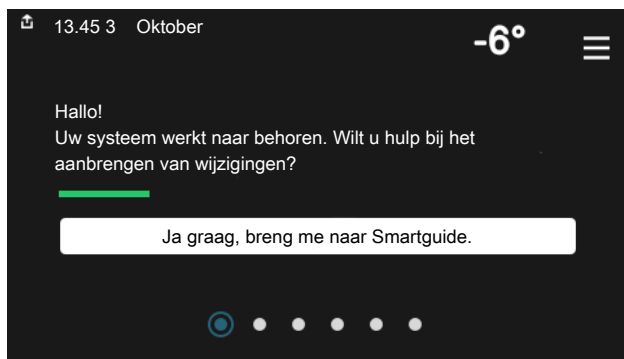 13.45 3 Oktober
-6°
Hallo!
Uw systeem werkt naar behoren. Wilt u hulp bij het
aanbrengen van wijzigingen?
Ja graag, breng me naar Smartguide.